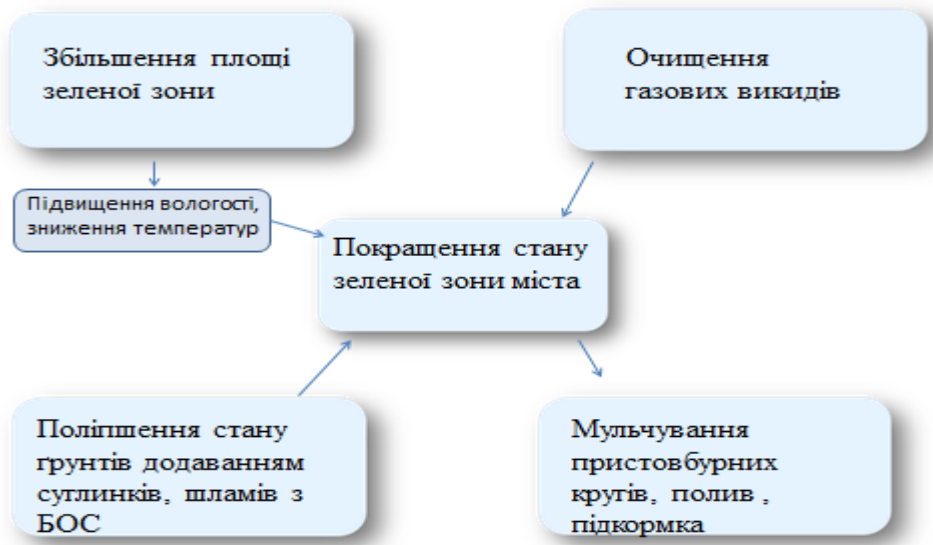 Збільшення площі
зеленої зони
Очищення
газових викидів
Підвищення вологості,
зниження температур
Покращення стану
зеленої зони міста
Поліпшення стану
ґрунтів додаванням
суглинків, шламів з
БОС
Мульчування
пристовбурних
кругів, полив ,
підкормка